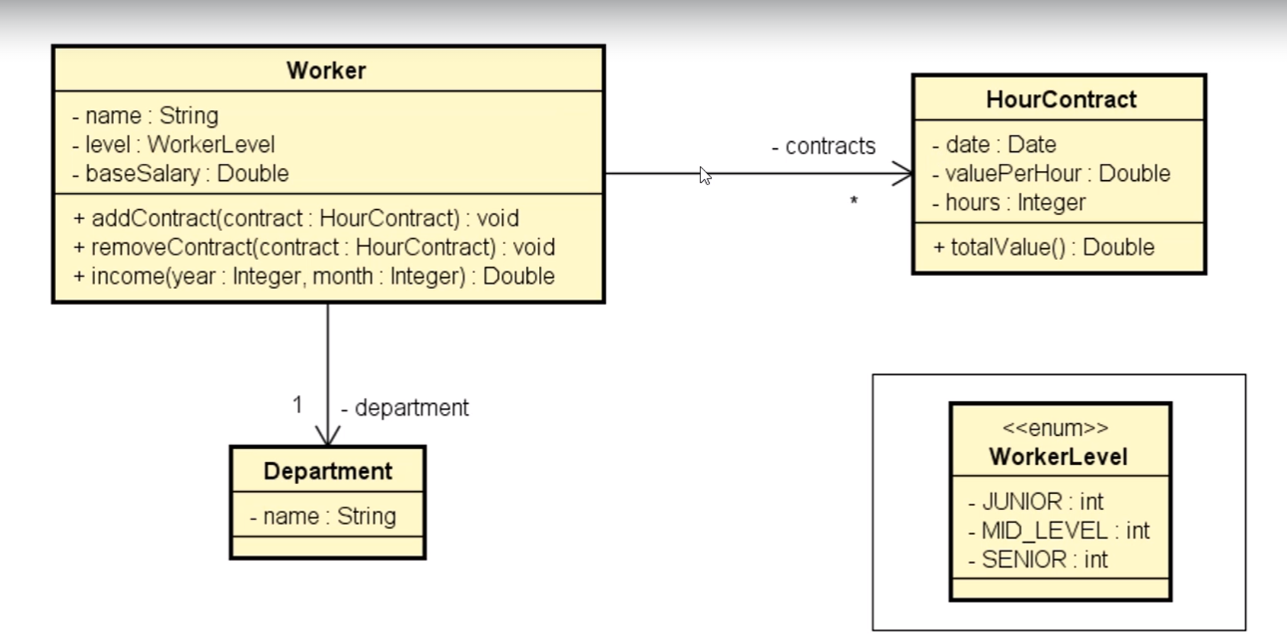 Worker
- name : String
- level : WorkerLevel
- baseSalary : Double
+ addContract(contract : HourContract) : void
+ removeContract(contract : HourContract) : void
+ income(year : Integer, month : Integer) : Double
- contracts
*
HourContract
- date : Date
- valuePerHour : Double
- hours : Integer
+ totalValue() : Double
1
- department
Department
- name : String
<<enum>>
WorkerLevel
- JUNIOR : int
- MID_LEVEL : int
- SENIOR : int